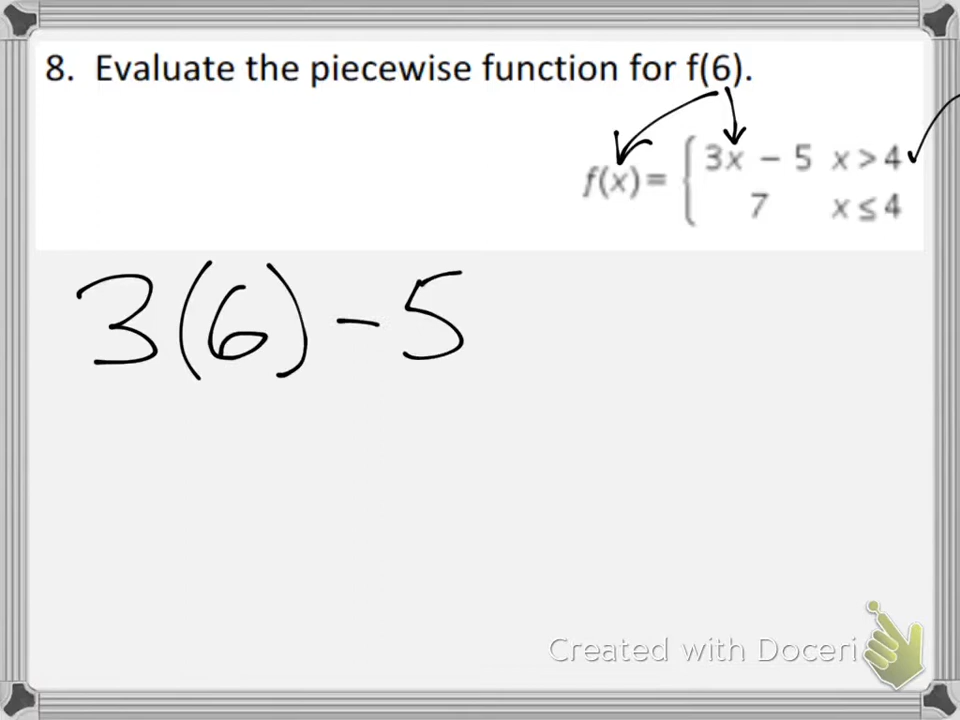 8. Evaluate the piecewise function for f(6).
3x - 5 x > 4
f(x) = {
7 x ≤ 4
3(6) - 5
Created with Doceri